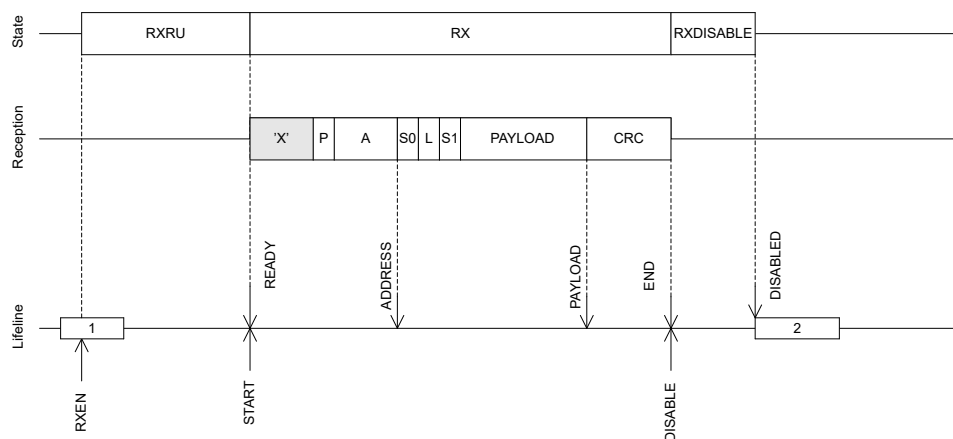 State
RXRU
RX
RXDISABLE
Reception
'X'
P
A
S0
L
S1
PAYLOAD
CRC
READY
ADDRESS
PAYLOAD
END
DISABLED
Lifeline
1
2
RXEN
START
DISABLE